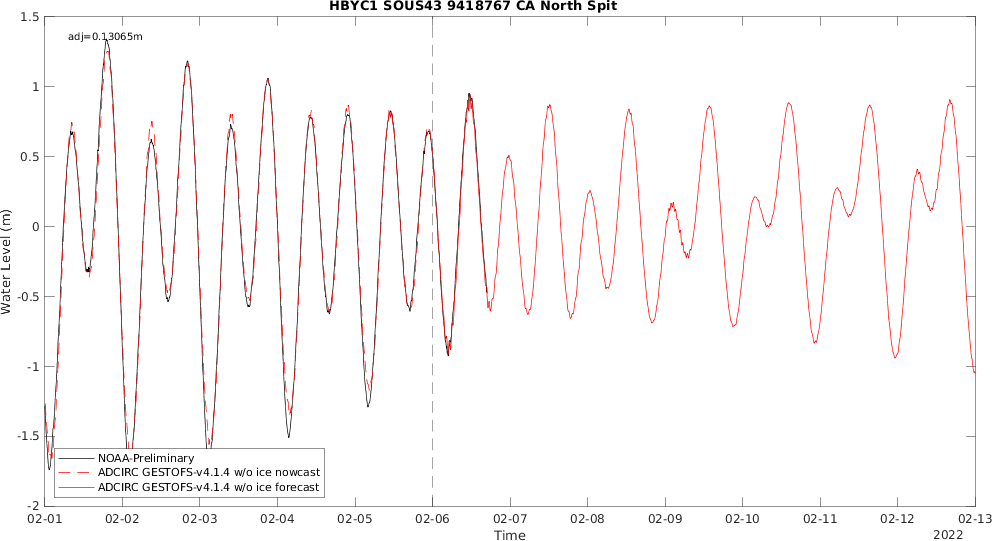 HBYC1 SOUS43 9418767 CA North Spit
adj=0.13065m
1.5
1
0.5
0
-0.5
-1
-1.5
-2
Water Level (m)
NOAA-Preliminary
ADCIRC GESTOFS-v4.1.4 w/o ice nowcast
ADCIRC GESTOFS-v4.1.4 w/o ice forecast
02-01 02-02 02-03 02-04 02-05 02-06 02-07 02-08 02-09 02-10 02-11 02-12 02-13
Time
2022